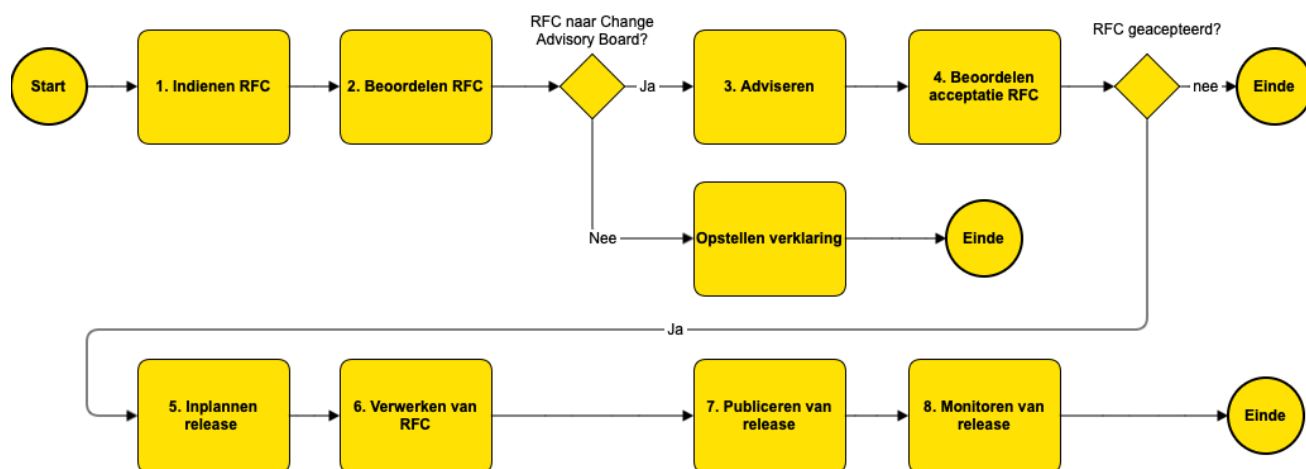 RFC naar Change
Advisory Board?
RFC geaccepteerd?
Start
1. Indienen RFC
2. Beoordelen RFC
Ja
3. Adviseren
4. Beoordelen
acceptatie RFC
nee
Einde
Nee
Opstellen verklaring
Einde
Ja
5. Inplannen
release
6. Verwerken van
RFC
7. Publiceren van
release
8. Monitoren van
release
Einde